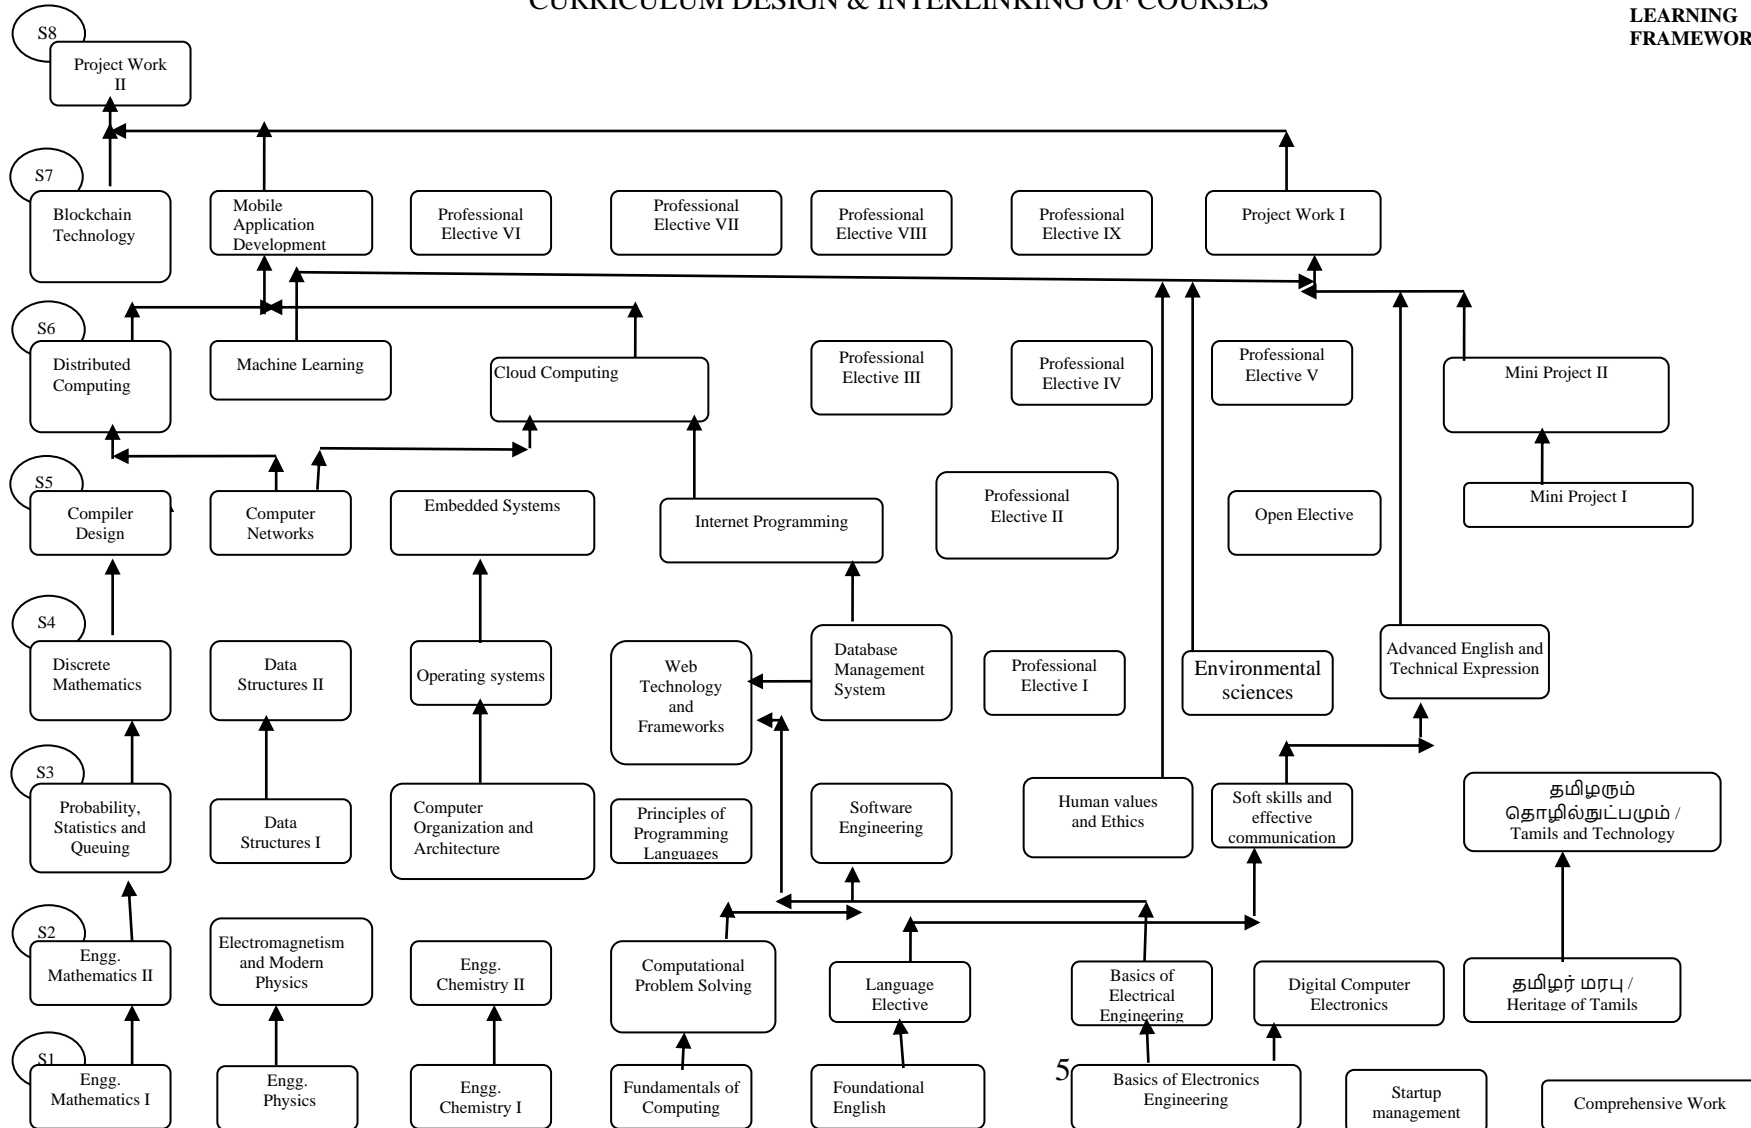 CURRICULUM DESIGN & INTERLINKING OF COURSES
LEARNING
S8
Project Work
II
S7
Blockchain
Technology
Mobile
Application
Development
Professional
Elective VI
Professional
Elective VII
Professional
Elective VIII
Professional
Elective IX
Project Work I
S6
Distributed
Computing
Machine Learning
Cloud Computing
Professional
Elective III
Professional
Elective IV
Professional
Elective V
Mini Project II
S5
Compiler
Design
Computer
Networks
Embedded Systems
Internet Programming
Professional
Elective II
Open Elective
Mini Project I
S4
Discrete
Mathematics
Data
Structures II
Operating systems
Web
Technology
and
Frameworks
Database
Management
System
Professional
Elective I
Environmental
sciences
Advanced English and
Technical Expression
S3
Probability,
Statistics and
Queuing
Data
Structures I
Computer
Organization and
Architecture
Principles of
Programming
Languages
Software
Engineering
Human values
and Ethics
Soft skills and
effective
communication
தமிழரும்
தொழில்நுட்பமும் /
Tamils and Technology
S2
Engg.
Mathematics II
Electromagnetism
and Modern
Physics
Engg.
Chemistry II
Computational
Problem Solving
Language
Elective
Basics of
Electrical
Engineering
Digital Computer
Electronics
தமிழர் மரபு /
Heritage of Tamils
S1
Engg.
Mathematics I
Engg.
Physics
Engg.
Chemistry I
Fundamentals of
Computing
Foundational
English
5
Basics of Electronics
Engineering
Startup
management
Comprehensive Work